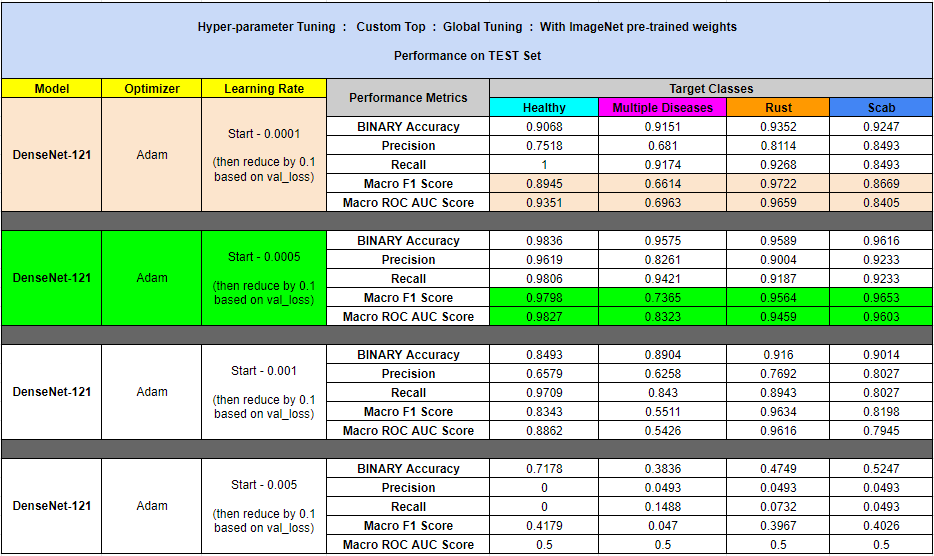 Hyper-parameter Tuning : Custom Top : Global Tuning : With ImageNet pre-trained weights
Performance on TEST Set
Model Optimizer Learning Rate Performance Metrics Target Classes
Healthy Multiple Diseases Rust Scab
DenseNet-121 Adam Start - 0.0001
(then reduce by 0.1
based on val_loss)
BINARY Accuracy 0.9068 0.9151 0.9352 0.9247
Precision 0.7518 0.681 0.8114 0.8493
Recall 1 0.9174 0.9268 0.8493
Macro F1 Score 0.8945 0.6614 0.9722 0.8669
Macro ROC AUC Score 0.9351 0.6963 0.9659 0.8405
DenseNet-121 Adam Start - 0.0005
(then reduce by 0.1
based on val_loss)
BINARY Accuracy 0.9836 0.9575 0.9589 0.9616
Precision 0.9619 0.8261 0.9004 0.9233
Recall 0.9806 0.9421 0.9187 0.9233
Macro F1 Score 0.9798 0.7365 0.9564 0.9653
Macro ROC AUC Score 0.9827 0.8323 0.9459 0.9603
DenseNet-121 Adam Start - 0.001
(then reduce by 0.1
based on val_loss)
BINARY Accuracy 0.8493 0.8904 0.916 0.9014
Precision 0.6579 0.6258 0.7692 0.8027
Recall 0.9709 0.843 0.8943 0.8027
Macro F1 Score 0.8343 0.5511 0.9634 0.8198
Macro ROC AUC Score 0.8862 0.5426 0.9616 0.7945
DenseNet-121 Adam Start - 0.005
(then reduce by 0.1
based on val_loss)
BINARY Accuracy 0.7178 0.3836 0.4749 0.5247
Precision 0 0.0493 0.0493 0.0493
Recall 0 0.1488 0.0732 0.0493
Macro F1 Score 0.4179 0.047 0.3967 0.4026
Macro ROC AUC Score 0.5 0.5 0.5 0.5